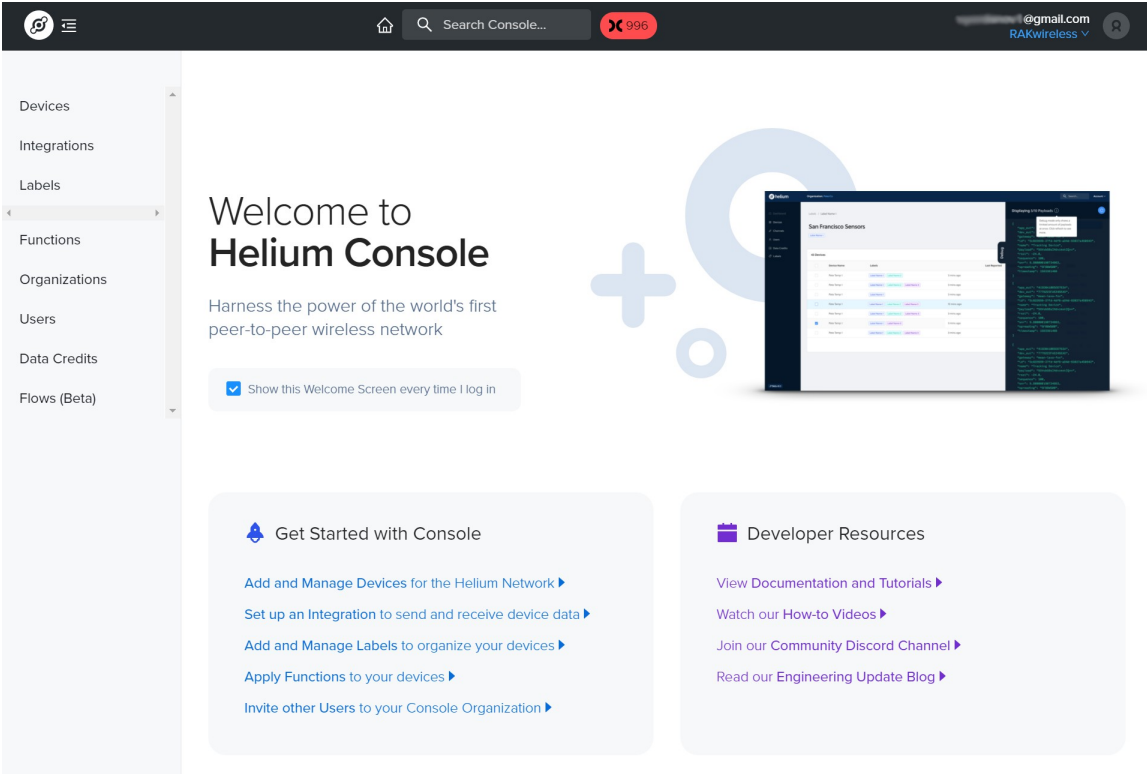 Search Console...
996
@gmail.com
RAKwireless
Devices
Integrations
Labels
Functions
Organizations
Users
Data Credits
Flows (Beta)
Welcome to
Helium Console
Harness the power of the world's first
peer-to-peer wireless network
Show this Welcome Screen every time I log in
helium
San Francisco Sensors
Get Started with Console
Add and Manage Devices for the Helium Network
Set up an Integration to send and receive device data
Add and Manage Labels to organize your devices
Apply Functions to your devices
Invite other Users to your Console Organization
Developer Resources
View Documentation and Tutorials
Watch our How-to Videos
Join our Community Discord Channel
Read our Engineering Update Blog